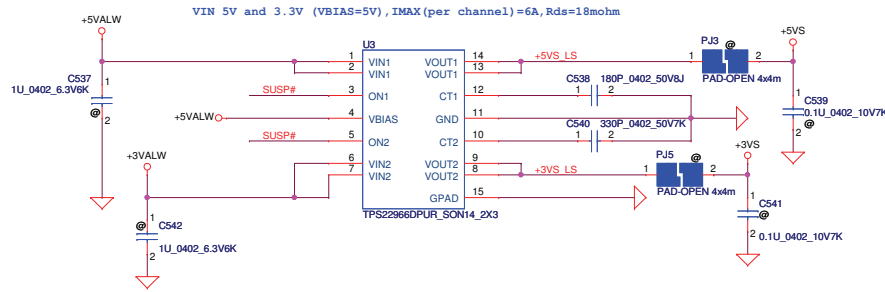 VIN 5V and 3.3V (VBIAS=5V),IMAX(per channel)=6A,Rds=18mohm
+5VALW
U3
+5VS_LS
PJ3
@
+5VS
1
VIN1
VOUT1
14
1
2
2
VIN1
VOUT1
13
PAD-OPEN 4x4m
C537
1
1U_0402_6.3V6K
@
2
SUSP#
3
ON1
CT1
12
C538
180P_0402_50V8J
1
2
+5VALW
4
VBIAS
GND
11
C540
330P_0402_50V7K
1
C539
0.1U_0402_10V7K
@
2
SUSP#
5
ON2
CT2
10
1
2
+3VALW
6
VIN2
VOUT2
9
7
VIN2
VOUT2
8
+3VS_LS
PJ5
@
1
2
PAD-OPEN 4x4m
+3VS
GPAD
15
TPS22966DPUR_SON14_2X3
1
C542
@
1U_0402_6.3V6K
2
1
C541
@
0.1U_0402_10V7K
2